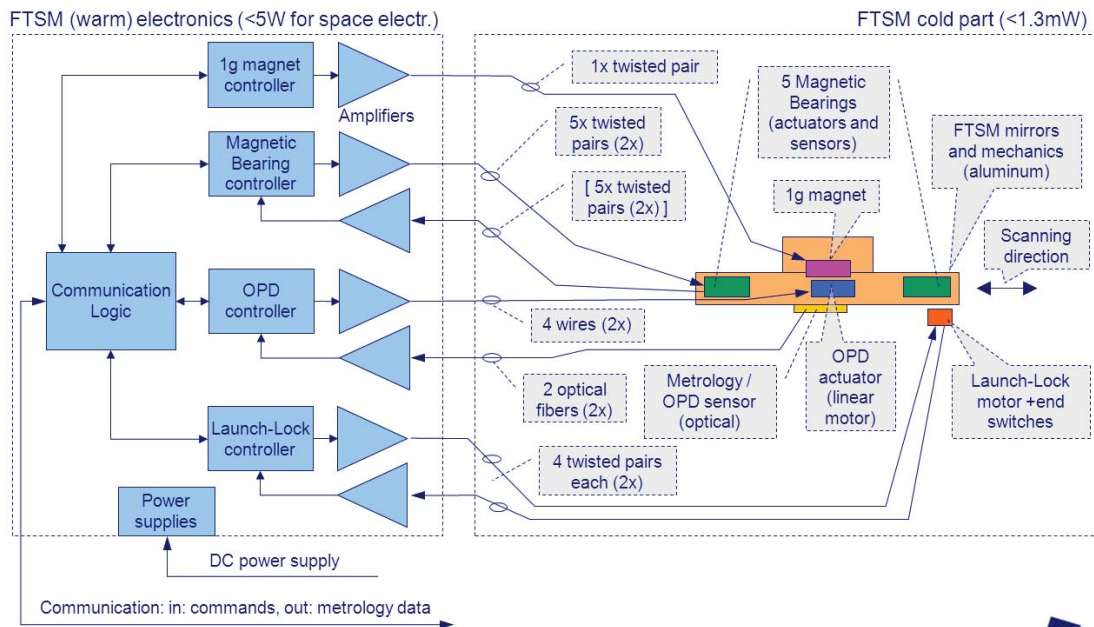 FTSM (warm) electronics (<5W for space electr.)
FTSM cold part (<1.3mW)
1g magnet
controller
Amplifiers
1x twisted pair
5 Magnetic
Bearings
(actuators and
sensors)
FTSM mirrors
and mechanics
(aluminum)
Magnetic
Bearing
controller
5x twisted
pairs (2x)
[ 5x twisted
pairs (2x) ]
1g magnet
Scanning
direction
Communication
Logic
OPD
controller
4 wires (2x)
2 optical
fibers (2x)
Metrology /
OPD sensor
(optical)
OPD
actuator
(linear
motor)
Launch-Lock
motor +end
switches
Launch-Lock
controller
4 twisted pairs
each (2x)
Power
supplies
DC power supply
Communication: in: commands, out: metrology data